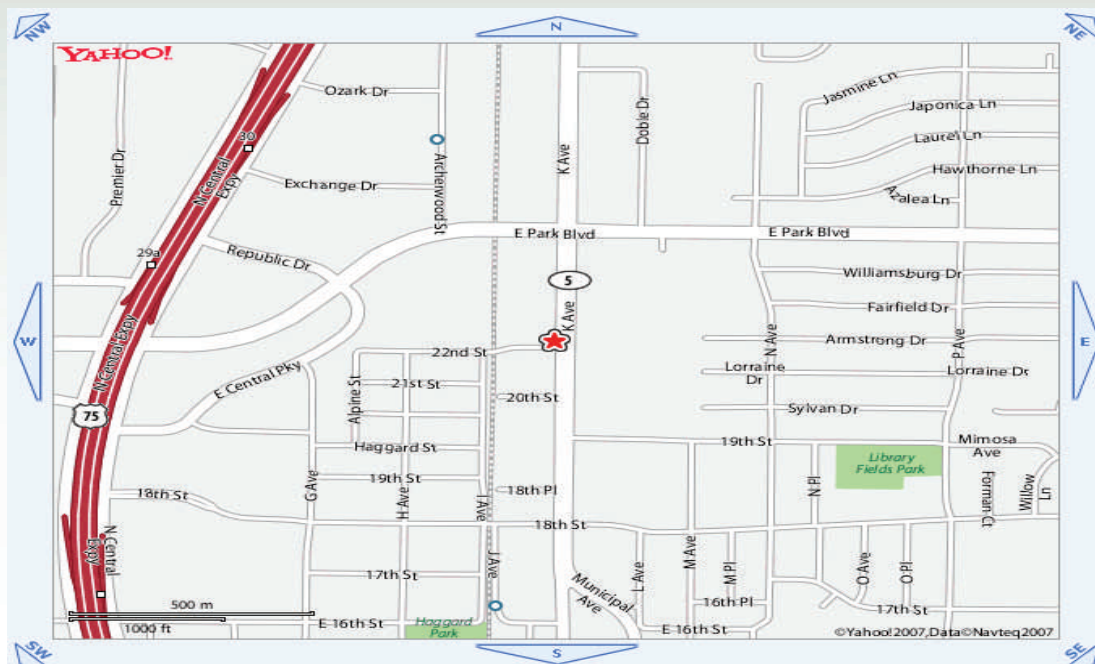 NW
N
NE
YAHOO!
Ozark Dr
30
Premier Dr
N Central
Expy
Archerwood St
K Ave
Doble Dr
Jasmine Ln
Japonica Ln
Laurel Ln
Hawthorne Ln
Azalea Ln
Exchange Dr
E Park Blvd
E Park Blvd
29a
Republic Dr
5
K Ave
Williamsburg Dr
Fairfield Dr
N Ave
P Ave
W
E
N Central Expy
22nd St
Armstrong Dr
E Central Pky
Alpine St
21st St
20th St
Lorraine
Dr
Lorraine Dr
75
Sylvan Dr
Haggard St
19th St
Mimosa
Ave
Library
Fields Park
19th St
G Ave
H Ave
I Ave
18th St
18th Pl
N Pl
Forman Ct
Willow
Ln
18th St
N Central
Expy
J Ave
17th St
Municipal
Ave
L Ave
M Ave
M Pl
O Ave
O Pl
500 m
1000 ft
16th Pl
17th St
E 16th St
Haggard
Park
E 16th St
©Yahoo!2007,Data©Navteq2007
SW
S
SE